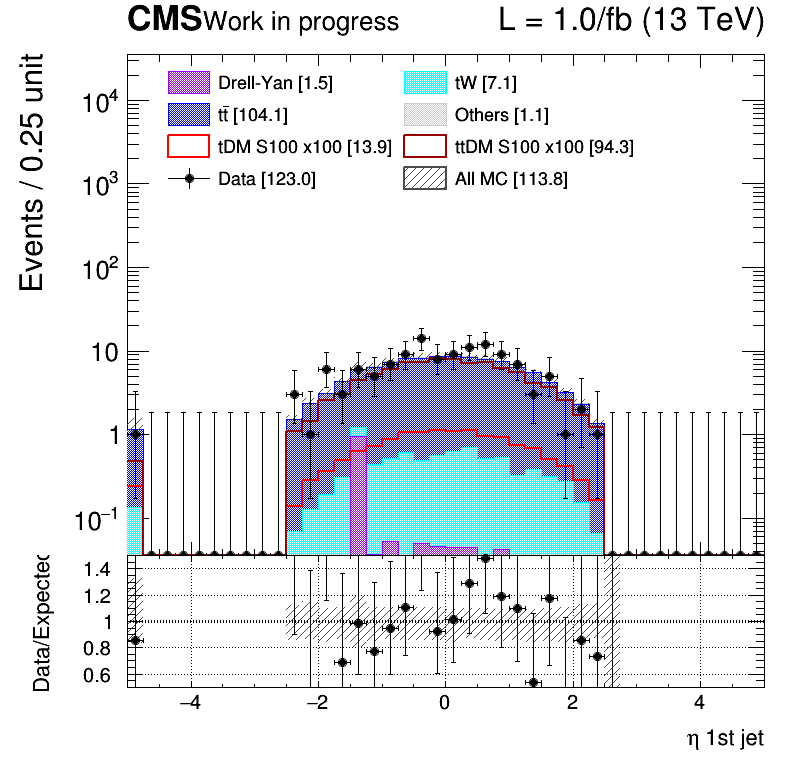 CMS Work in progress L = 1.0/fb (13 TeV)
Events / 0.25 unit
Drell-Yan [1.5] tW [7.1]
tt̄ [104.1] Others [1.1]
tDM S100 x100 [13.9] ttDM S100 x100 [94.3]
Data [123.0] All MC [113.8]
10⁴
10³
10²
10
1
10⁻¹
Data/Expected
1.4
1.2
1
0.8
0.6
−4 −2 0 2 4
η 1st jet